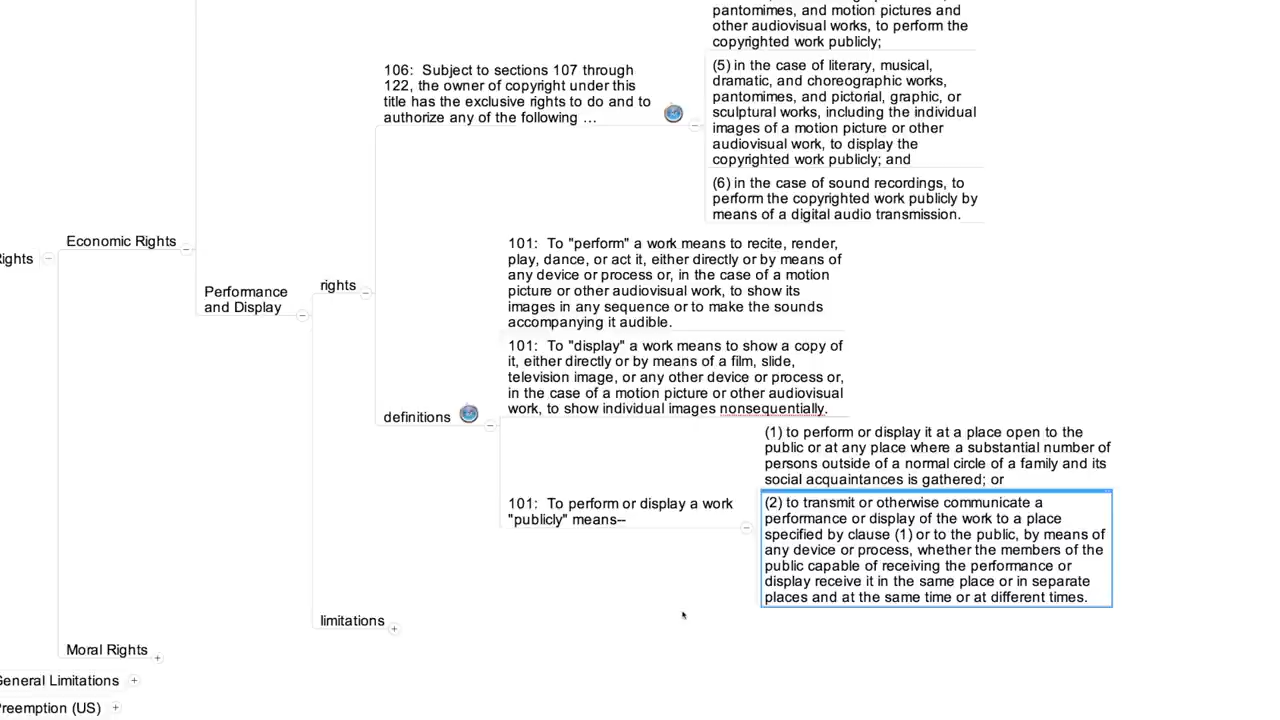 pantomimes, and motion pictures and
other audiovisual works, to perform the
copyrighted work publicly;
106:  Subject to sections 107 through
122, the owner of copyright under this
title has the exclusive rights to do and to
authorize any of the following ...
(5) in the case of literary, musical,
dramatic, and choreographic works,
pantomimes, and pictorial, graphic, or
sculptural works, including the individual
images of a motion picture or other
audiovisual work, to display the
copyrighted work publicly; and
(6) in the case of sound recordings, to
perform the copyrighted work publicly by
means of a digital audio transmission.
Economic Rights
Performance
and Display
rights
101:  To "perform" a work means to recite, render,
play, dance, or act it, either directly or by means of
any device or process or, in the case of a motion
picture or other audiovisual work, to show its
images in any sequence or to make the sounds
accompanying it audible.
101:  To "display" a work means to show a copy of
it, either directly or by means of a film, slide,
television image, or any other device or process or,
in the case of a motion picture or other audiovisual
work, to show individual images nonsequentially.
definitions
101:  To perform or display a work
"publicly" means--
(1) to perform or display it at a place open to the
public or at any place where a substantial number of
persons outside of a normal circle of a family and its
social acquaintances is gathered; or
(2) to transmit or otherwise communicate a
performance or display of the work to a place
specified by clause (1) or to the public, by means of
any device or process, whether the members of the
public capable of receiving the performance or
display receive it in the same place or in separate
places and at the same time or at different times.
limitations
Moral Rights
General Limitations
Preemption (US)